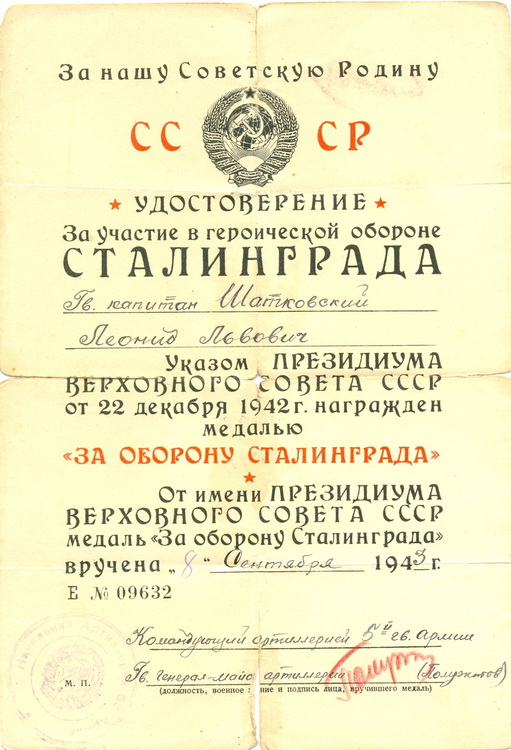 За нашу Советскую Родину
СС СР
УДОСТОВЕРЕНИЕ
За участие в героической обороне
СТАЛИНГРАДА
Гв. капитан Шатковский
Леонид Львович
Указом ПРЕЗИДИУМА
ВЕРХОВНОГО СОВЕТА СССР
от 22 декабря 1942 г. награжден
медалью
«ЗА ОБОРОНУ СТАЛИНГРАДА»
От имени ПРЕЗИДИУМА
ВЕРХОВНОГО СОВЕТА СССР
медаль «За оборону Сталинграда»
вручена „8" Сентября 1943 г.
Е № 09632
Командующий артиллерией 5й гв. армии
Гв. генерал-майор артиллерии (Полуэктов)
М. П.
(должность, военное звание и подпись лица, вручившего медаль)